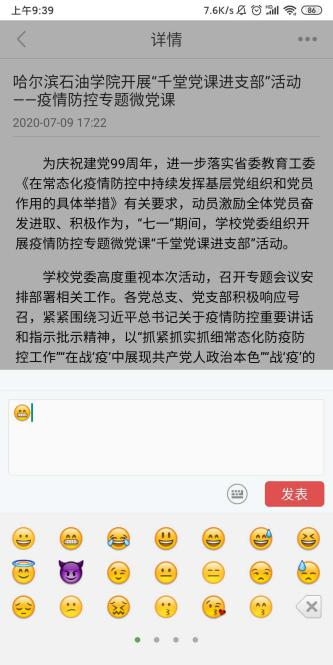 上午9:39
7.6K/s
86
详情
哈尔滨石油学院开展“千堂党课进支部”活动
——疫情防控专题微党课
2020-07-09 17:22
为庆祝建党99周年，进一步落实省委教育工委
《在常态化疫情防控中持续发挥基层党组织和党员
作用的具体举措》有关要求，动员激励全体党员奋
发进取、积极作为，“七一”期间，学校党委组织开
展疫情防控专题微党课“千堂党课进支部”活动。
学校党委高度重视本次活动，召开专题会议安
排部署相关工作。各党总支、党支部积极响应号
召，紧紧围绕习近平总书记关于疫情防控重要讲话
和指示批示精神，以“抓紧抓实抓细常态化防疫防
控工作”“在战‘疫’中展现共产党人政治本色”“战‘疫’的
发表